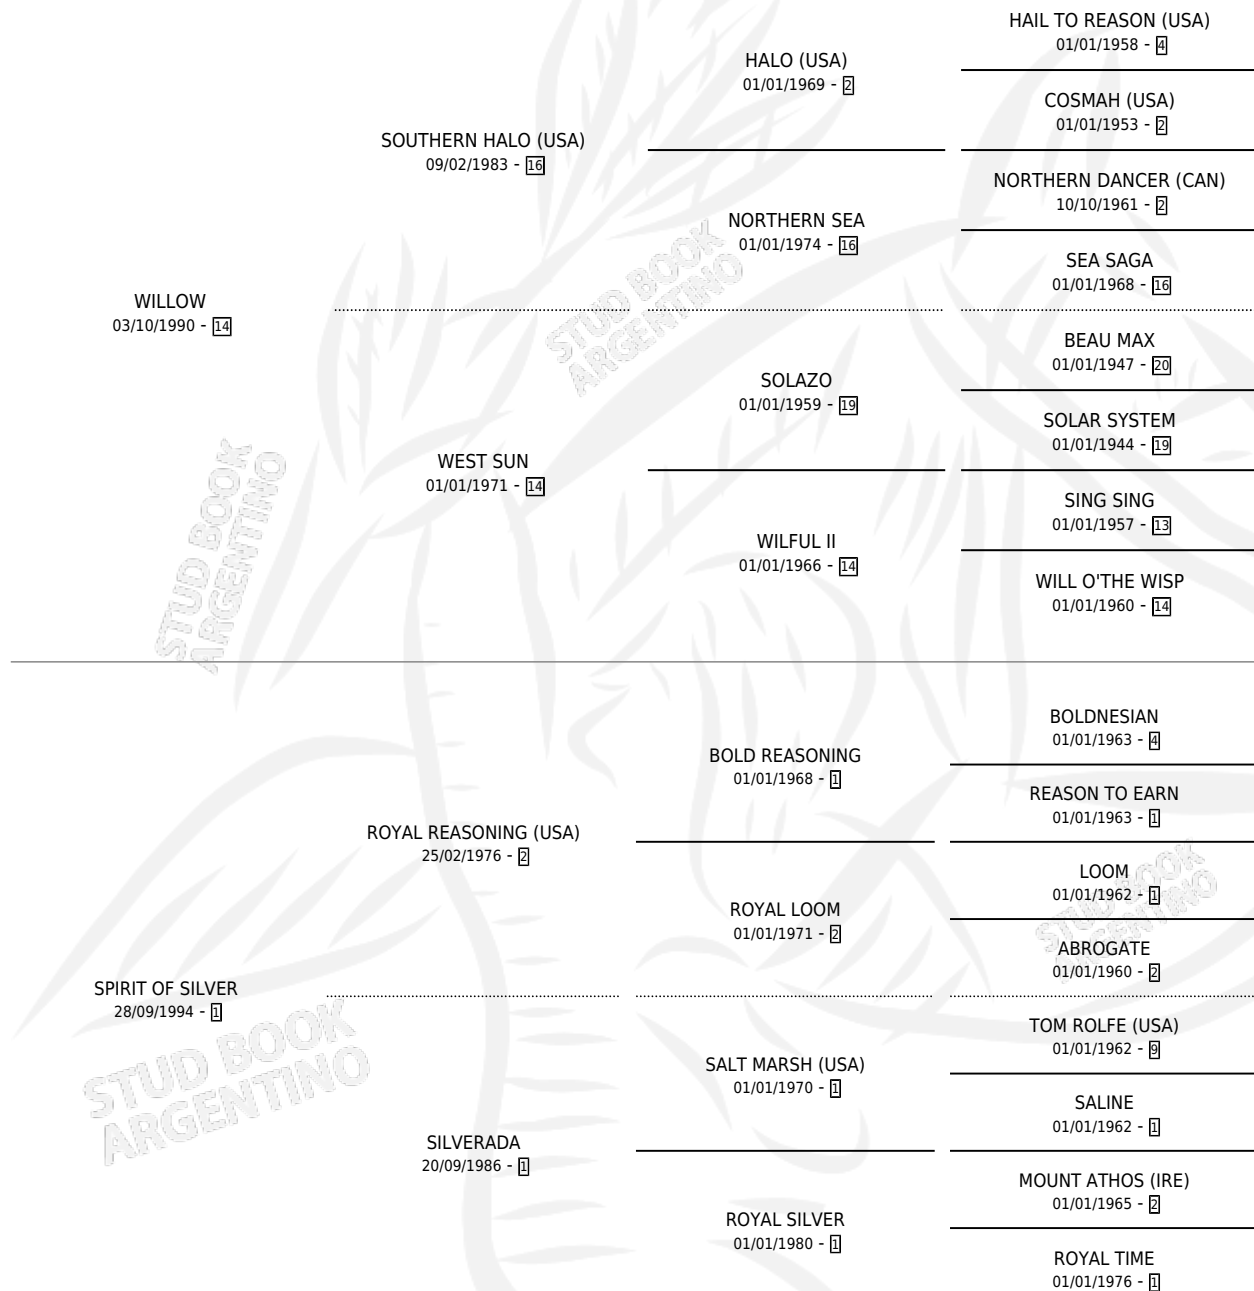 HAIL TO REASON (USA)
01/01/1958 - 4
HALO (USA)
01/01/1969 - 2
COSMAH (USA)
01/01/1953 - 2
SOUTHERN HALO (USA)
09/02/1983 - 16
NORTHERN DANCER (CAN)
10/10/1961 - 2
NORTHERN SEA
01/01/1974 - 16
SEA SAGA
01/01/1968 - 16
WILLOW
03/10/1990 - 14
BEAU MAX
01/01/1947 - 20
SOLAZO
01/01/1959 - 19
SOLAR SYSTEM
01/01/1944 - 19
WEST SUN
01/01/1971 - 14
SING SING
01/01/1957 - 13
WILFUL II
01/01/1966 - 14
WILL O'THE WISP
01/01/1960 - 14
BOLDNESIAN
01/01/1963 - 4
BOLD REASONING
01/01/1968 - 1
REASON TO EARN
01/01/1963 - 1
ROYAL REASONING (USA)
25/02/1976 - 2
LOOM
01/01/1962 - 1
ROYAL LOOM
01/01/1971 - 2
ABROGATE
01/01/1960 - 2
SPIRIT OF SILVER
28/09/1994 - 1
TOM ROLFE (USA)
01/01/1962 - 9
SALT MARSH (USA)
01/01/1970 - 1
SALINE
01/01/1962 - 1
SILVERADA
20/09/1986 - 1
MOUNT ATHOS (IRE)
01/01/1965 - 2
ROYAL SILVER
01/01/1980 - 1
ROYAL TIME
01/01/1976 - 1
STUD BOOK
ARGENTINO
STUD BOOK
ARGENTINO
STUD BOOK
ARGENTINO
STUD BOOK
ARGENTINO